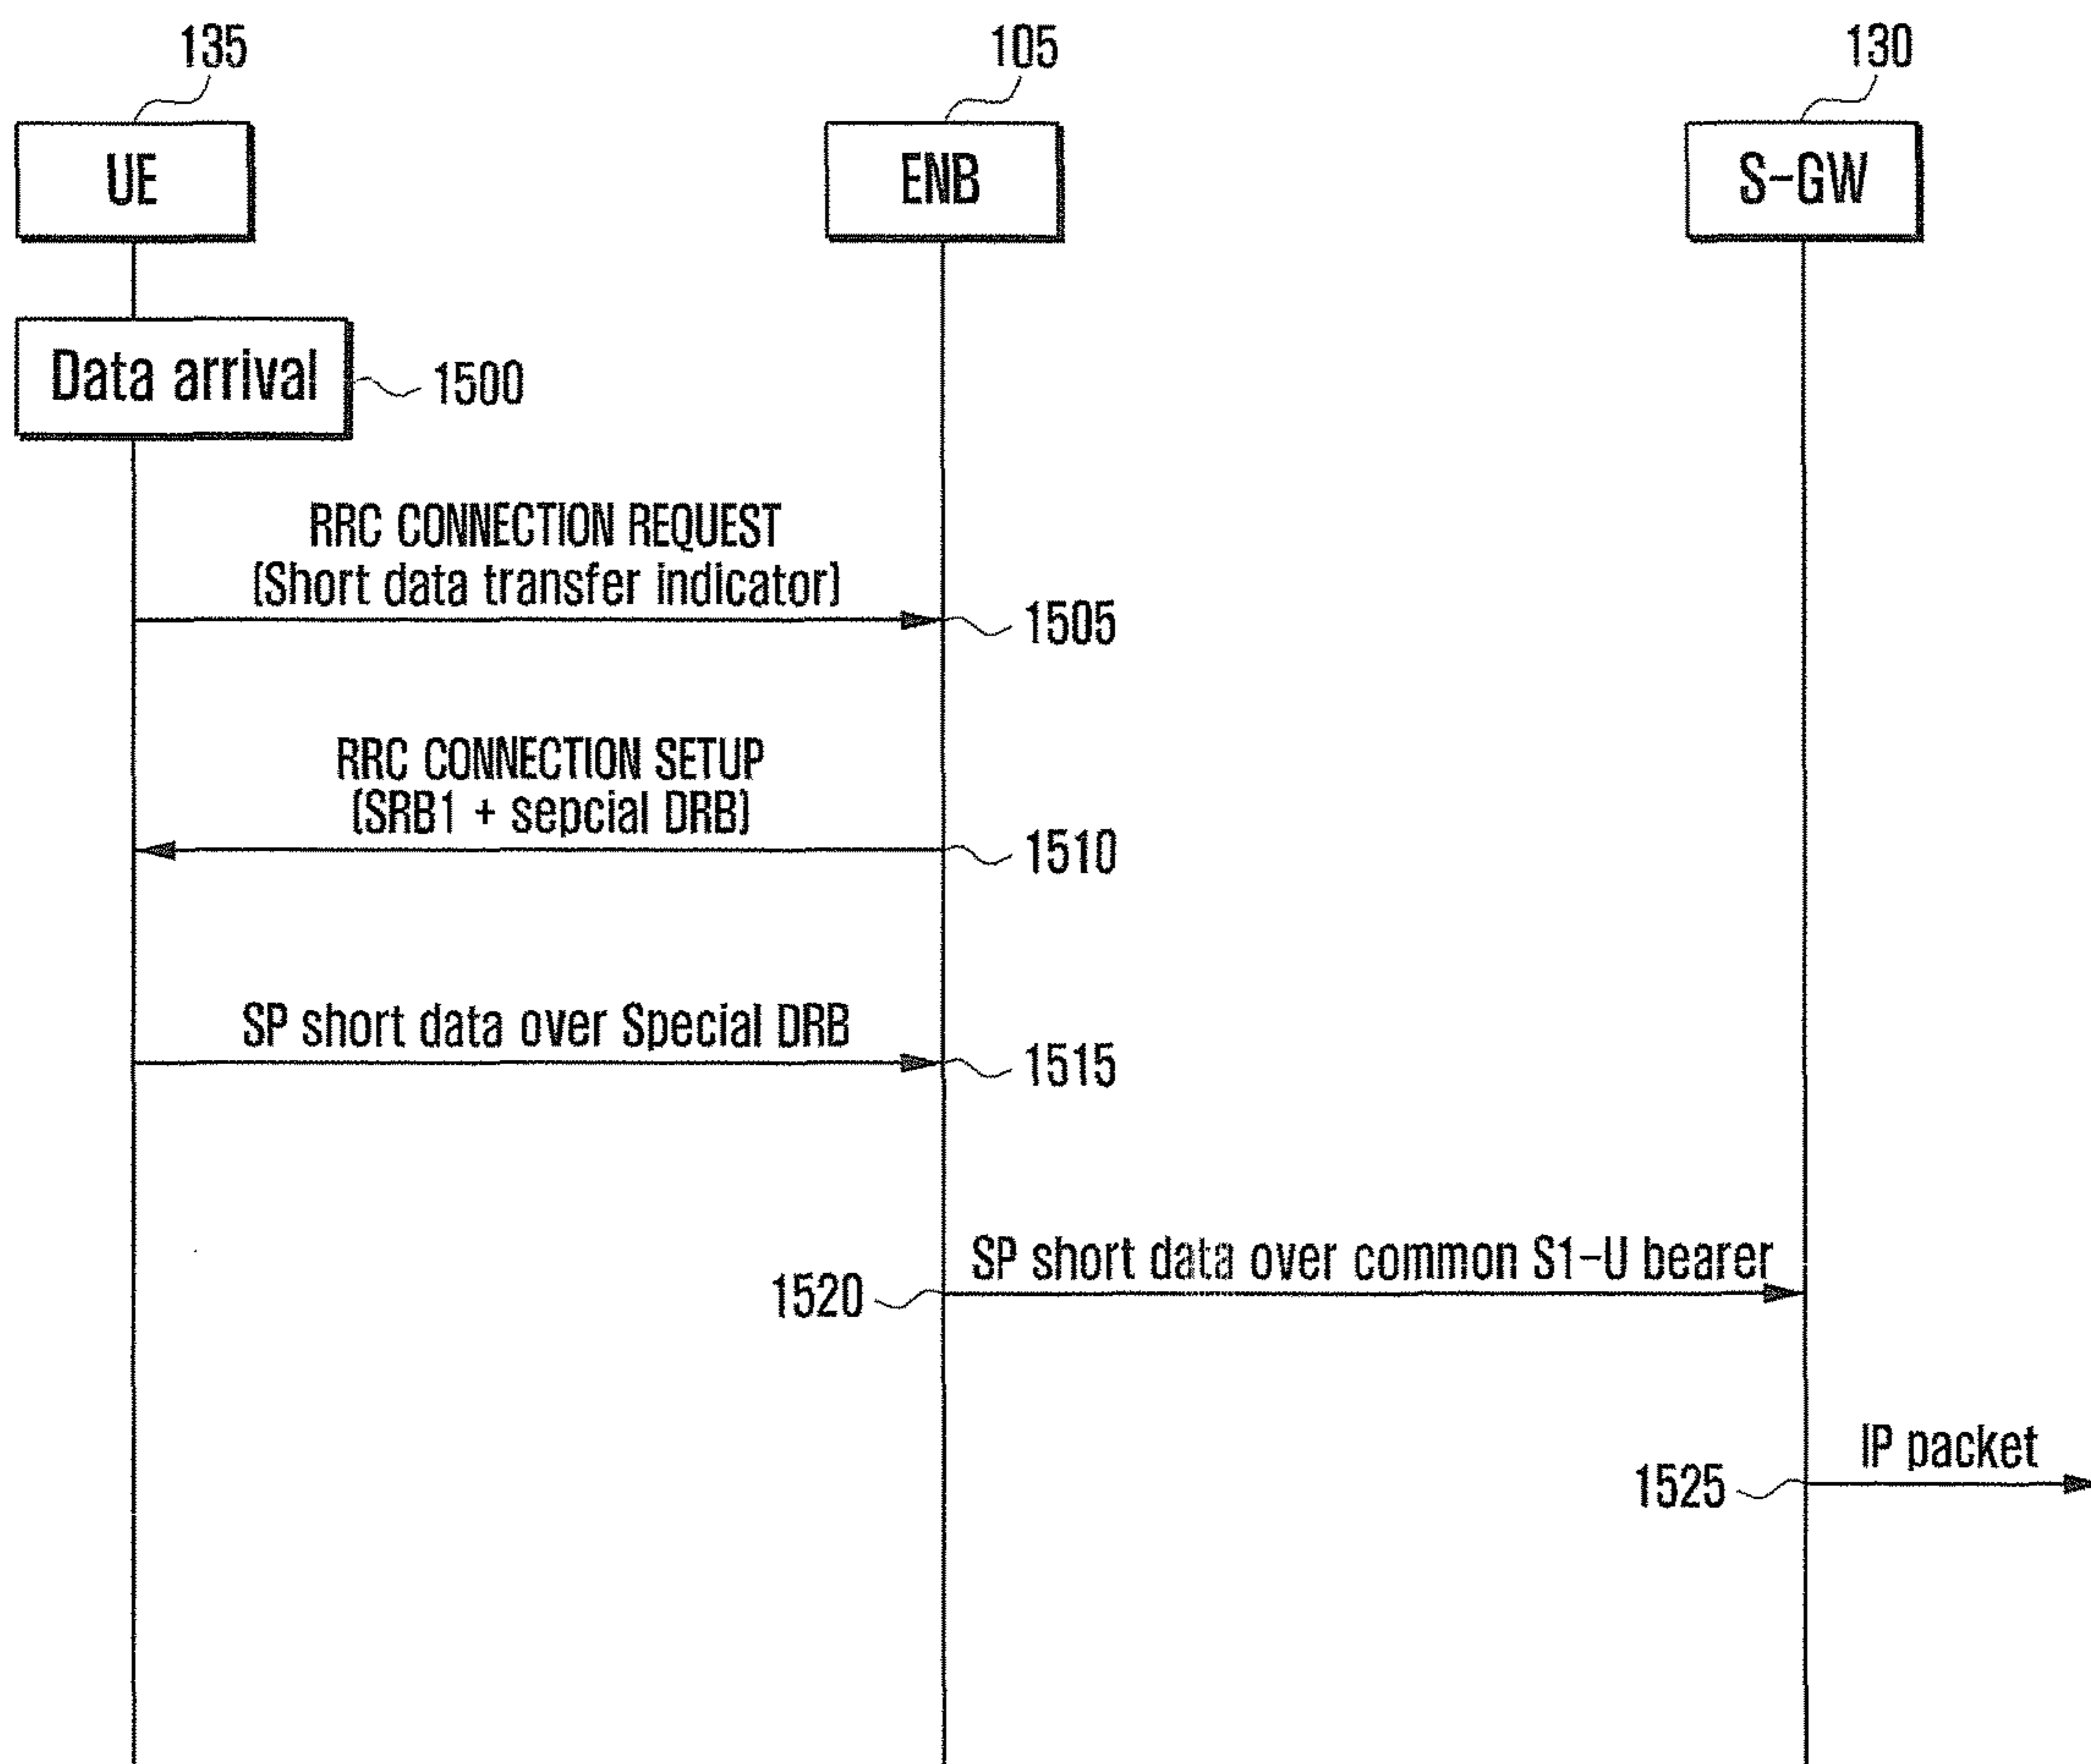 135
105
130
UE
ENB
S-GW
Data arrival
1500
RRC CONNECTION REQUEST
(Short data transfer indicator)
1505
RRC CONNECTION SETUP
(SRB1 + sepcial DRB)
1510
SP short data over Special DRB
1515
SP short data over common S1-U bearer
1520
IP packet
1525